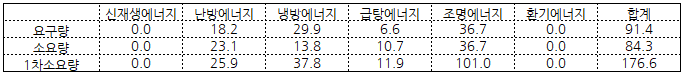 신재생에너지 난방에너지 냉방에너지 급탕에너지 조명에너지 환기에너지 합계
요구량 0.0 18.2 29.9 6.6 36.7 0.0 91.4
소요량 0.0 23.1 13.8 10.7 36.7 0.0 84.3
1차소요량 0.0 25.9 37.8 11.9 101.0 0.0 176.6